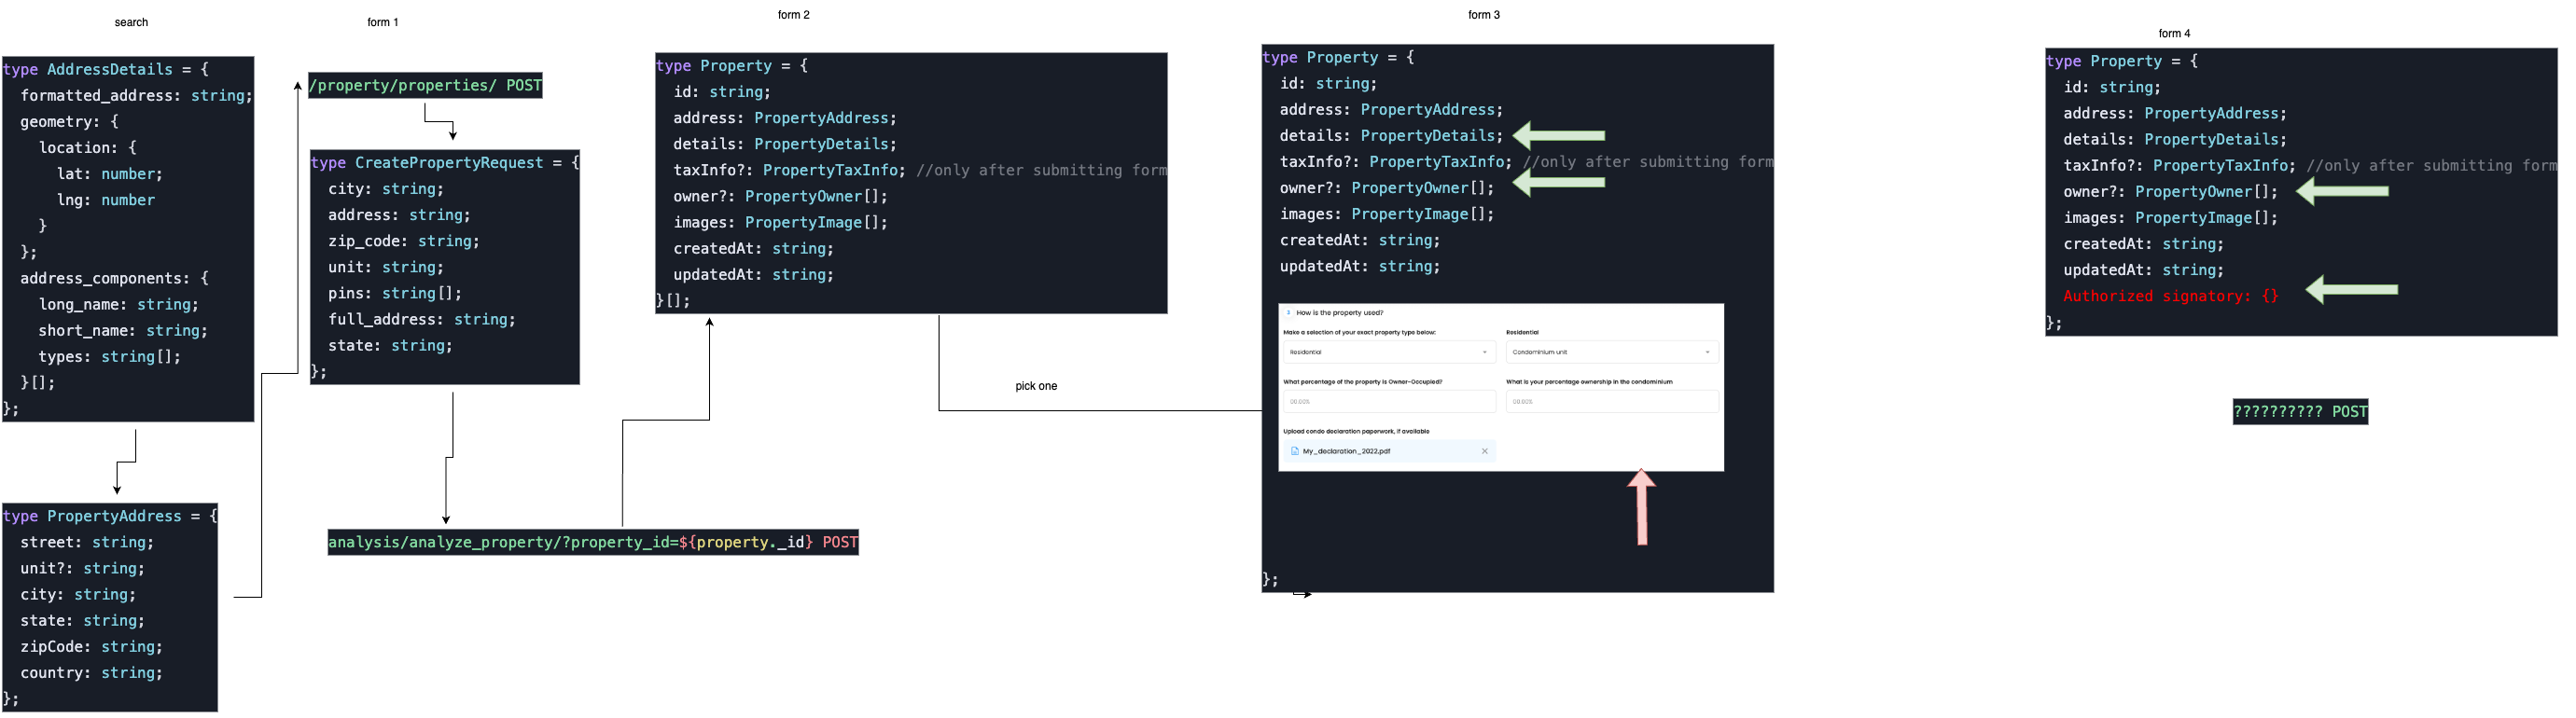 search
type AddressDetails = {
formatted_address: string;
geometry: {
location: {
lat: number;
lng: number
}
};
address_components: {
long_name: string;
short_name: string;
types: string[];
}[];
};
type PropertyAddress = {
street: string;
unit?: string;
city: string;
state: string;
zipCode: string;
country: string;
};
form 1
/property/properties/ POST
type CreatePropertyRequest = {
city: string;
address: string;
zip_code: string;
unit: string;
pins: string[];
full_address: string;
state: string;
};
analysis/analyze_property/?property_id=${property._id} POST
form 2
type Property = {
id: string;
address: PropertyAddress;
details: PropertyDetails;
taxInfo?: PropertyTaxInfo; //only after submitting form
owner?: PropertyOwner[];
images: PropertyImage[];
createdAt: string;
updatedAt: string;
}[];
pick one
form 3
type Property = {
id: string;
address: PropertyAddress;
details: PropertyDetails;
taxInfo?: PropertyTaxInfo; //only after submitting form
owner?: PropertyOwner[];
images: PropertyImage[];
createdAt: string;
updatedAt: string;
3 How is the property used?
Make a selection of your exact property type below:
Residential
Residential
Condominium unit
What percentage of the property is Owner-Occupied?
What is your percentage ownership in the condominium
00.00%
00.00%
Upload condo declaration paperwork, if available
My_declaration_2022.pdf
};
form 4
type Property = {
id: string;
address: PropertyAddress;
details: PropertyDetails;
taxInfo?: PropertyTaxInfo; //only after submitting form
owner?: PropertyOwner[];
images: PropertyImage[];
createdAt: string;
updatedAt: string;
Authorized signatory: {}
};
?????????? POST